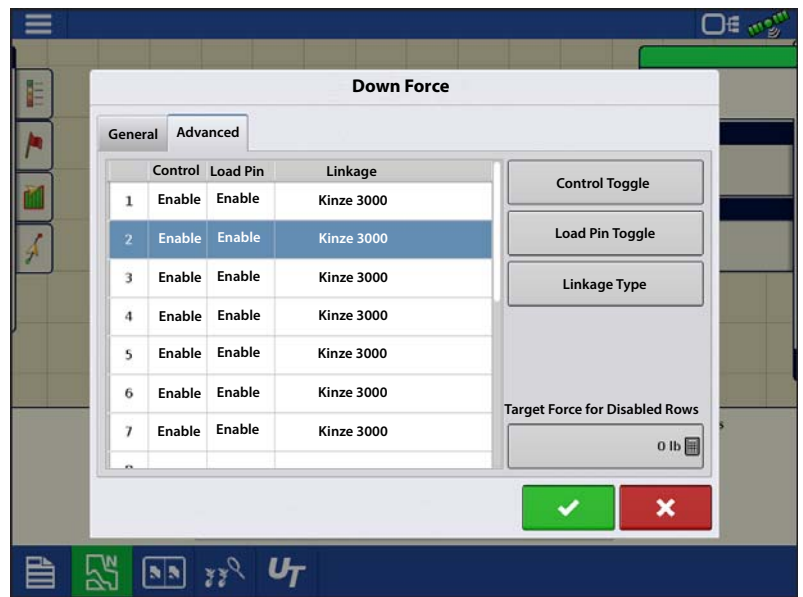 Down Force
General Advanced
Control Load Pin Linkage
1 Enable Enable Kinze 3000
2 Enable Enable Kinze 3000
3 Enable Enable Kinze 3000
4 Enable Enable Kinze 3000
5 Enable Enable Kinze 3000
6 Enable Enable Kinze 3000
7 Enable Enable Kinze 3000
Control Toggle
Load Pin Toggle
Linkage Type
Target Force for Disabled Rows
0 lb
s
N
UT